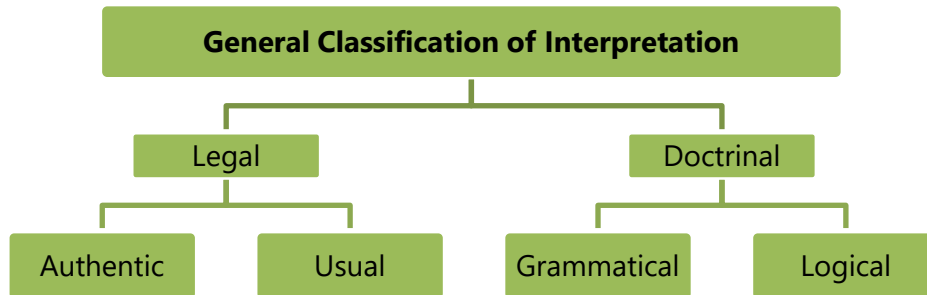 General Classification of Interpretation
Legal
Doctrinal
Authentic
Usual
Grammatical
Logical